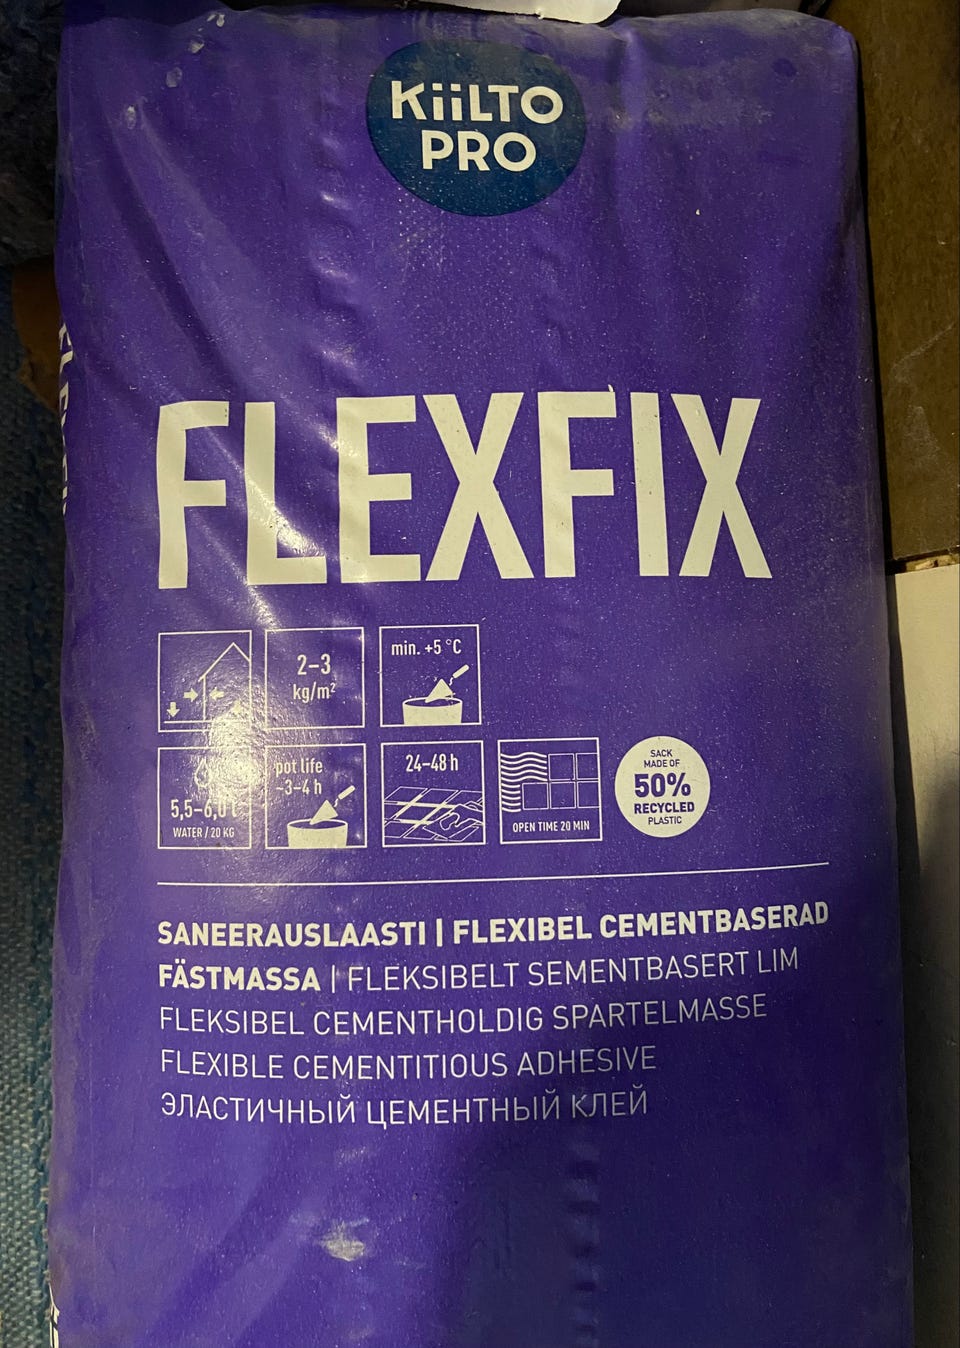 KiiLTO
PRO
FLEXFIX
2–3
kg/m²
min. +5 °C
5,5–6,0 l
WATER / 20 KG
pot life
~3–4 h
24–48 h
OPEN TIME 20 MIN
SACK
MADE OF
50%
RECYCLED
PLASTIC
SANEERAUSLAASTI | FLEXIBEL CEMENTBASERAD
FÄSTMASSA | FLEKSIBELT SEMENTBASERT LIM
FLEKSIBEL CEMENTHOLDIG SPARTELMASSE
FLEXIBLE CEMENTITIOUS ADHESIVE
ЭЛАСТИЧНЫЙ ЦЕМЕНТНЫЙ КЛЕЙ